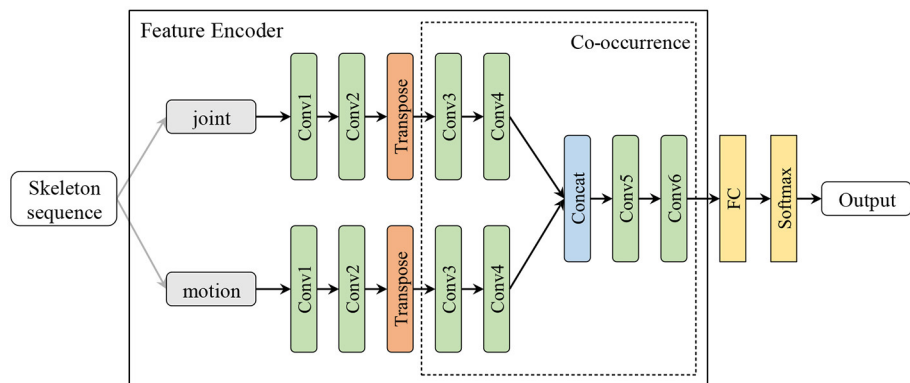 Feature Encoder
Co-occurrence
Skeleton
sequence
joint
Conv1
Conv2
Transpose
Conv3
Conv4
motion
Conv1
Conv2
Transpose
Conv3
Conv4
Concat
Conv5
Conv6
FC
Softmax
Output